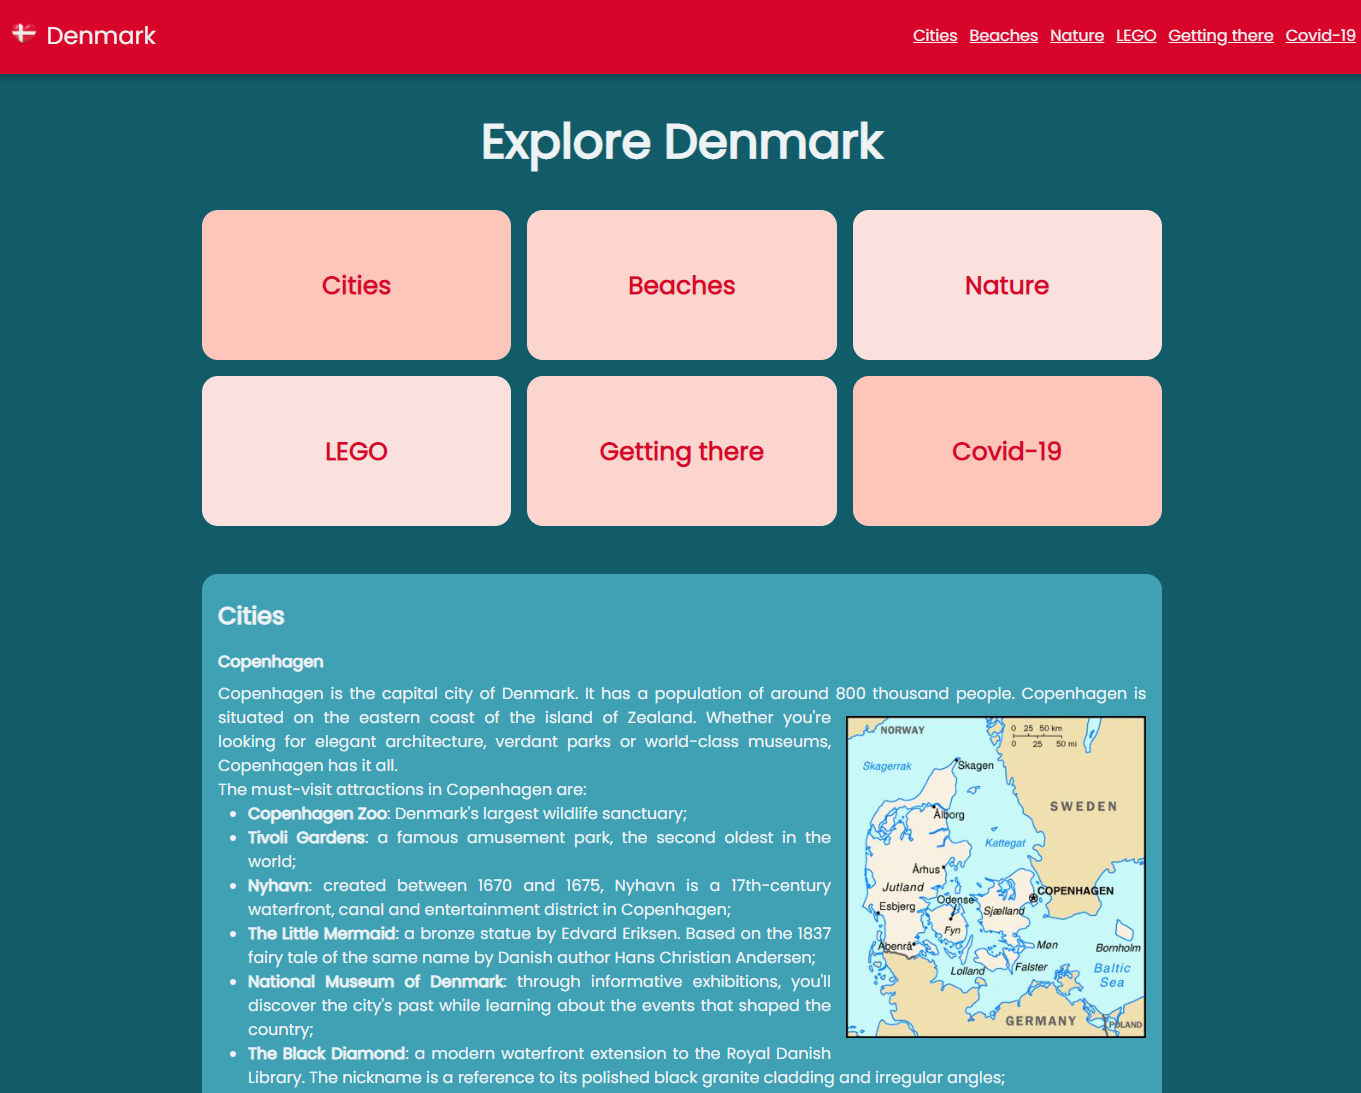 Denmark
Cities Beaches Nature LEGO Getting there Covid-19
Explore Denmark
Cities
Beaches
Nature
LEGO
Getting there
Covid-19
Cities
Copenhagen
Copenhagen is the capital city of Denmark. It has a population of around 800 thousand people. Copenhagen is
situated on the eastern coast of the island of Zealand. Whether you're
looking for elegant architecture, verdant parks or world-class museums,
Copenhagen has it all.
The must-visit attractions in Copenhagen are:
Copenhagen Zoo: Denmark's largest wildlife sanctuary;
Tivoli Gardens: a famous amusement park, the second oldest in the
world;
Nyhavn: created between 1670 and 1675, Nyhavn is a 17th-century
waterfront, canal and entertainment district in Copenhagen;
The Little Mermaid: a bronze statue by Edvard Eriksen. Based on the 1837
fairy tale of the same name by Danish author Hans Christian Andersen;
National Museum of Denmark: through informative exhibitions, you'll
discover the city's past while learning about the events that shaped the
country;
The Black Diamond: a modern waterfront extension to the Royal Danish
Library. The nickname is a reference to its polished black granite cladding and irregular angles;
NORWAY
0 25 50 km
0 25 50 mi
Skagerrak
Skagen
SWEDEN
Ålborg
Kattegat
Århus
Jutland
COPENHAGEN
Odense
Esbjerg
Sjælland
Fyn
Åbenrå
Møn
Bornholm
Lolland
Falster
Baltic
Sea
GERMANY
POLAND